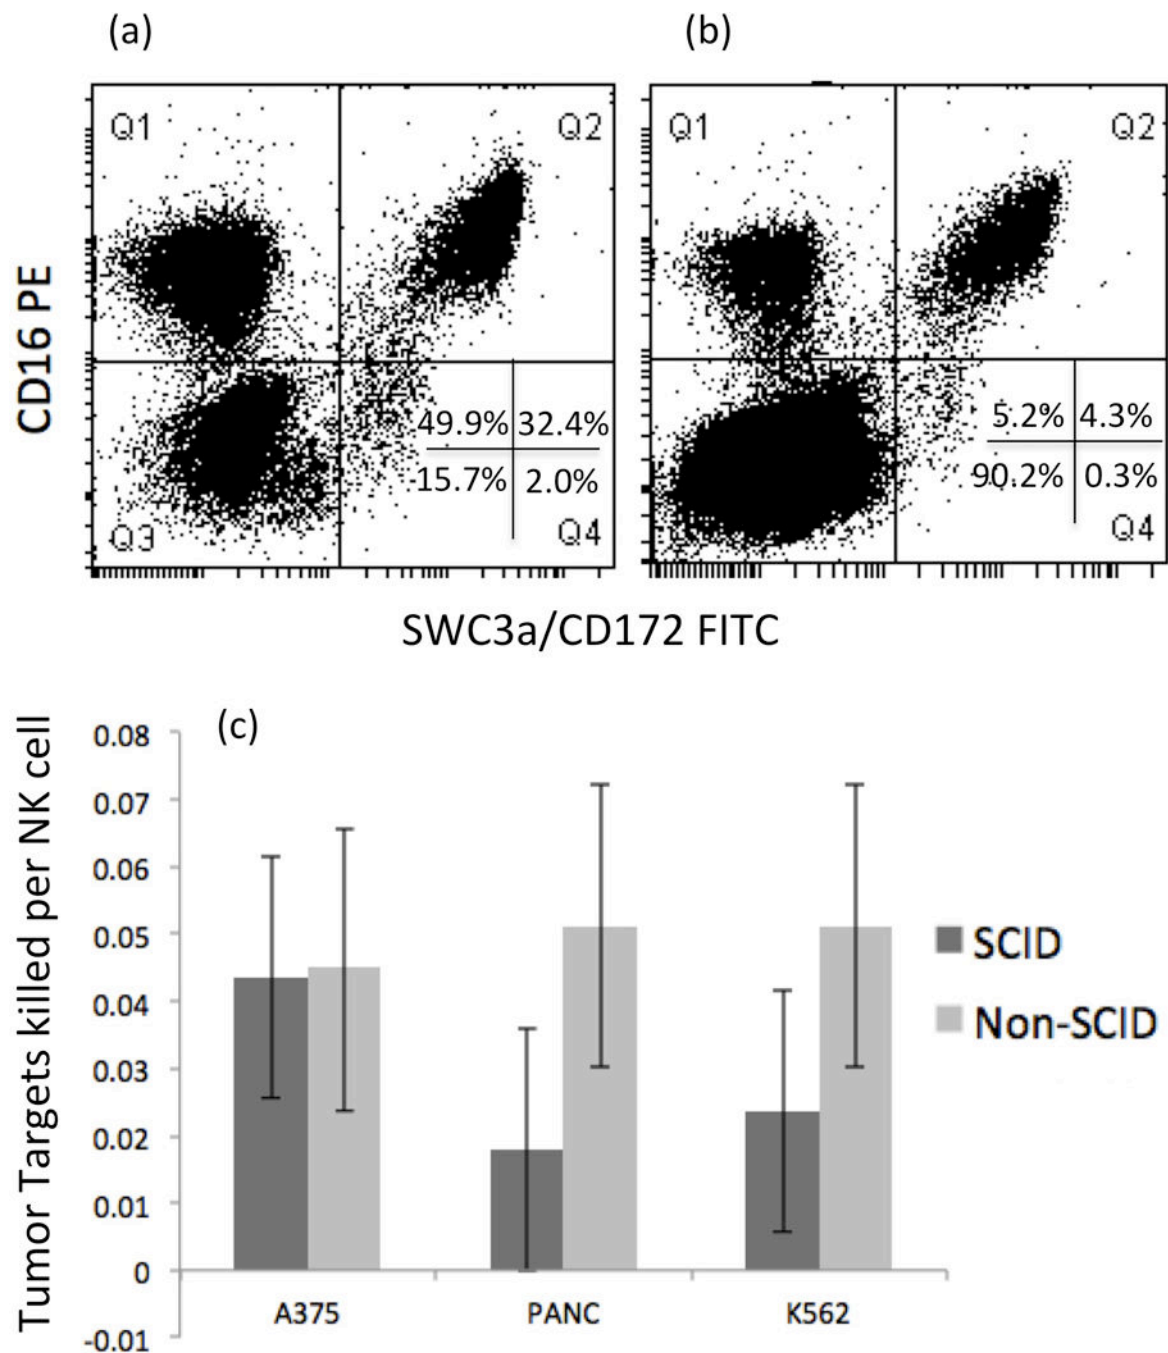 (a)
(b)
Q1
Q2
Q1
Q2
CD16 PE
49.9% 32.4%
15.7% 2.0%
5.2% 4.3%
90.2% 0.3%
Q3
Q4
Q4
SWC3a/CD172 FITC
(c)
Tumor Targets killed per NK cell
0.08
0.07
0.06
0.05
0.04
0.03
0.02
0.01
0
-0.01
SCID
Non-SCID
A375 PANC K562